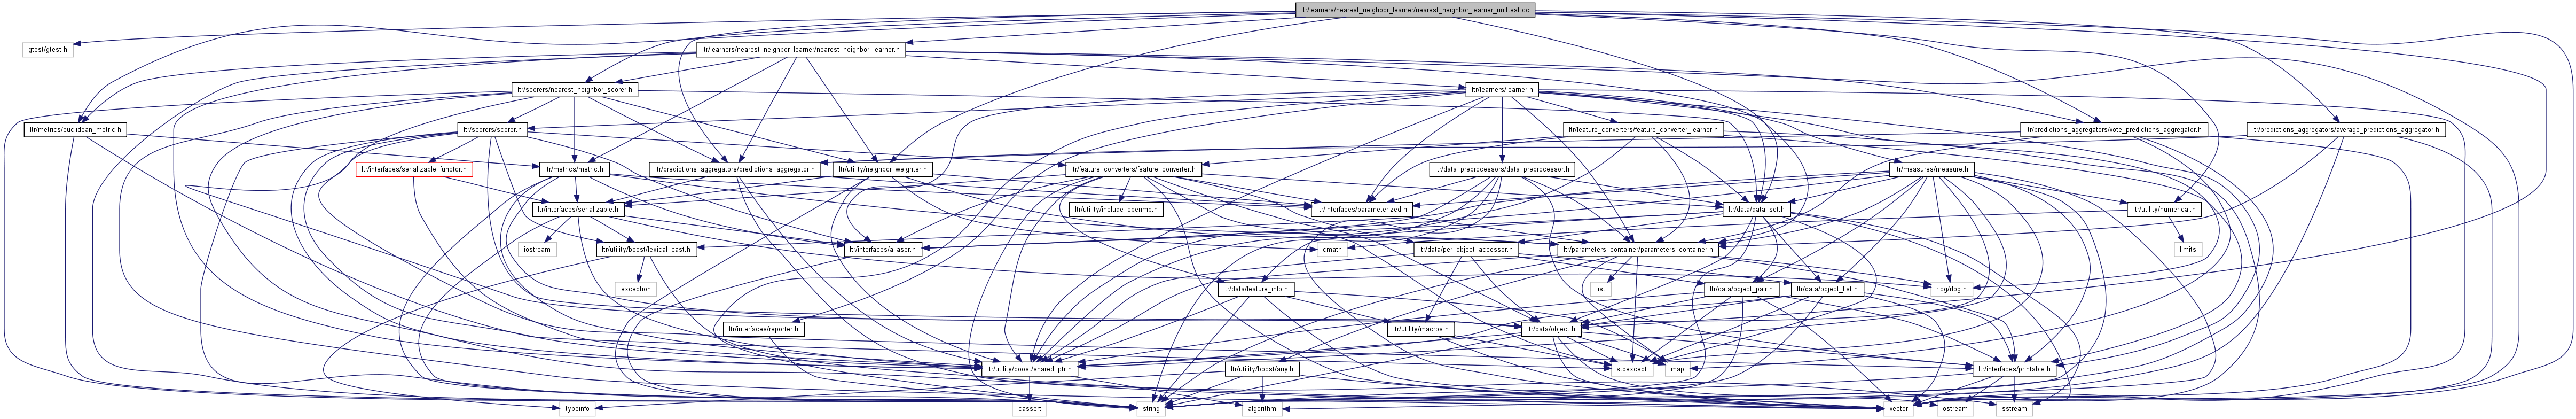 ltr/learners/nearest_neighbor_learner/nearest_neighbor_learner_unittest.cc
gtest/gtest.h
ltr/learners/nearest_neighbor_learner/nearest_neighbor_learner.h
ltr/scorers/nearest_neighbor_scorer.h
ltr/learners/learner.h
ltr/metrics/euclidean_metric.h
ltr/scorers/scorer.h
ltr/feature_converters/feature_converter_learner.h
ltr/predictions_aggregators/vote_predictions_aggregator.h
ltr/predictions_aggregators/average_predictions_aggregator.h
ltr/interfaces/serializable_functor.h
ltr/metrics/metric.h
ltr/predictions_aggregators/predictions_aggregator.h
ltr/utility/neighbor_weighter.h
ltr/feature_converters/feature_converter.h
ltr/data_preprocessors/data_preprocessor.h
ltr/measures/measure.h
ltr/interfaces/serializable.h
ltr/utility/include_openmp.h
ltr/interfaces/parameterized.h
ltr/data/data_set.h
ltr/utility/numerical.h
iostream
ltr/utility/boost/lexical_cast.h
ltr/interfaces/aliaser.h
cmath
ltr/data/per_object_accessor.h
ltr/parameters_container/parameters_container.h
limits
exception
ltr/data/feature_info.h
list
ltr/data/object_pair.h
ltr/data/object_list.h
rlog/rlog.h
ltr/interfaces/reporter.h
ltr/utility/macros.h
ltr/data/object.h
ltr/utility/boost/shared_ptr.h
ltr/utility/boost/any.h
stdexcept
map
ltr/interfaces/printable.h
typeinfo
string
cassert
algorithm
vector
ostream
sstream